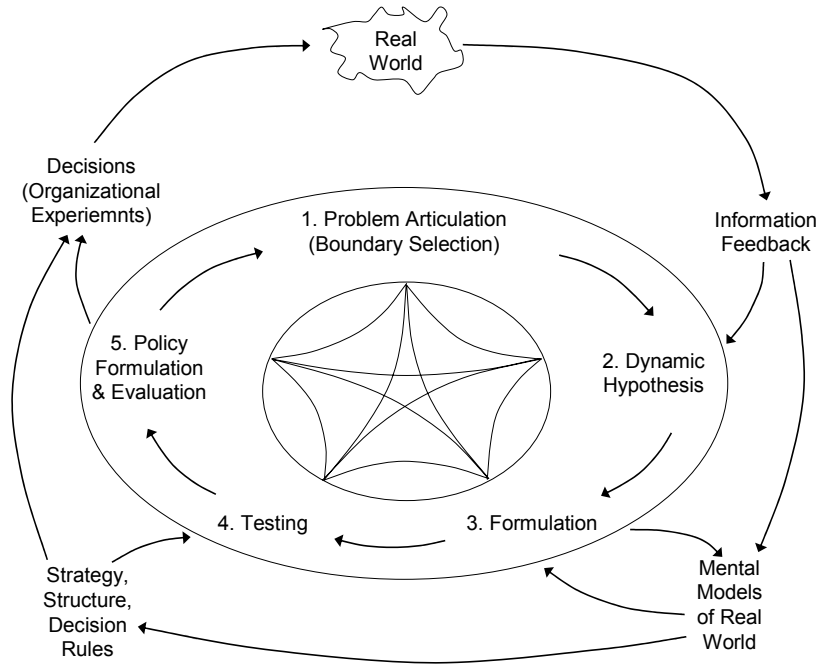 Real
World
Decisions
(Organizational
Experiemnts)
1. Problem Articulation
(Boundary Selection)
Information
Feedback
5. Policy
Formulation
& Evaluation
2. Dynamic
Hypothesis
4. Testing
3. Formulation
Strategy,
Structure,
Decision
Rules
Mental
Models
of Real
World